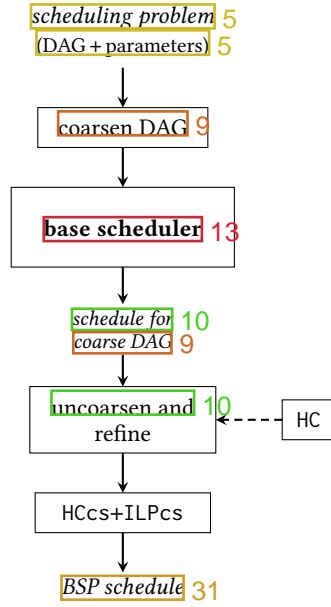 scheduling problem 5
(DAG + parameters) 5
coarsen DAG 9
base scheduler 13
schedule for 10
coarse DAG 9
uncoarsen and 10
refine
HC
HCcs+ILPcs
BSP schedule 31